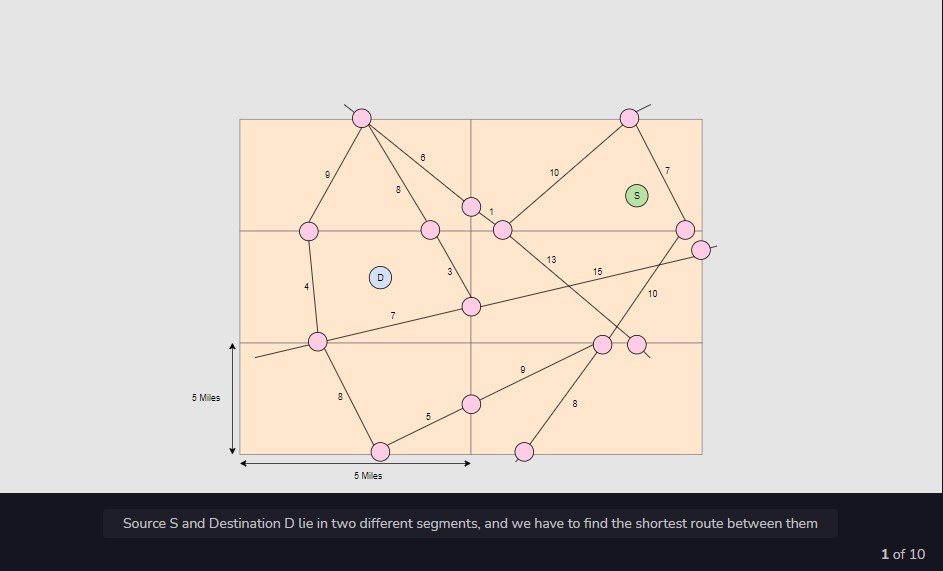 6
10
7
9
8
S
1
13
15
3
D
4
10
7
9
5 Miles
8
5
8
5 Miles
Source S and Destination D lie in two different segments, and we have to find the shortest route between them
1 of 10